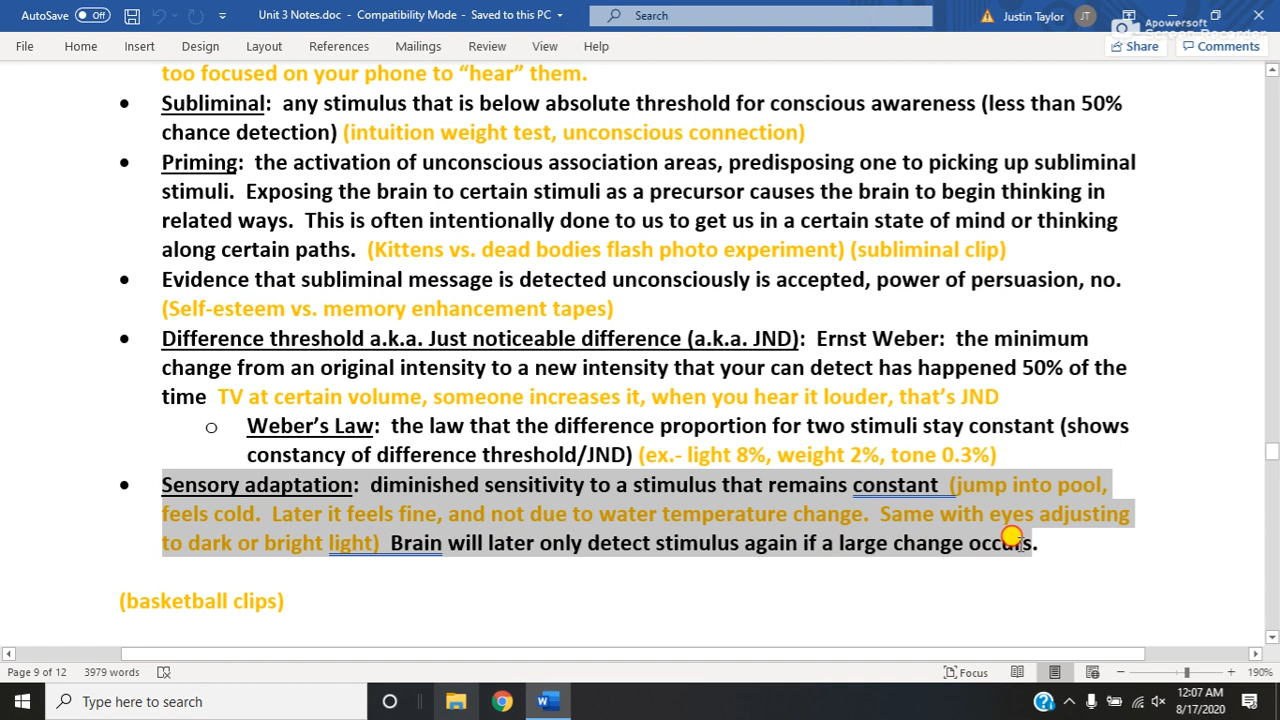 AutoSave Off Unit 3 Notes.doc - Compatibility Mode - Saved to this PC Search Justin Taylor JT
Apowersoft
Screen Recorder
File Home Insert Design Layout References Mailings Review View Help Share Comments
too focused on your phone to “hear” them.
• Subliminal: any stimulus that is below absolute threshold for conscious awareness (less than 50%
chance detection) (intuition weight test, unconscious connection)
• Priming: the activation of unconscious association areas, predisposing one to picking up subliminal
stimuli. Exposing the brain to certain stimuli as a precursor causes the brain to begin thinking in
related ways. This is often intentionally done to us to get us in a certain state of mind or thinking
along certain paths. (Kittens vs. dead bodies flash photo experiment) (subliminal clip)
• Evidence that subliminal message is detected unconsciously is accepted, power of persuasion, no.
(Self-esteem vs. memory enhancement tapes)
• Difference threshold a.k.a. Just noticeable difference (a.k.a. JND): Ernst Weber: the minimum
change from an original intensity to a new intensity that your can detect has happened 50% of the
time TV at certain volume, someone increases it, when you hear it louder, that’s JND
o Weber’s Law: the law that the difference proportion for two stimuli stay constant (shows
constancy of difference threshold/JND) (ex.- light 8%, weight 2%, tone 0.3%)
• Sensory adaptation: diminished sensitivity to a stimulus that remains constant (jump into pool,
feels cold. Later it feels fine, and not due to water temperature change. Same with eyes adjusting
to dark or bright light) Brain will later only detect stimulus again if a large change occurs.
(basketball clips)
Page 9 of 12 3979 words Focus 190%
Type here to search 12:07 AM
8/17/2020